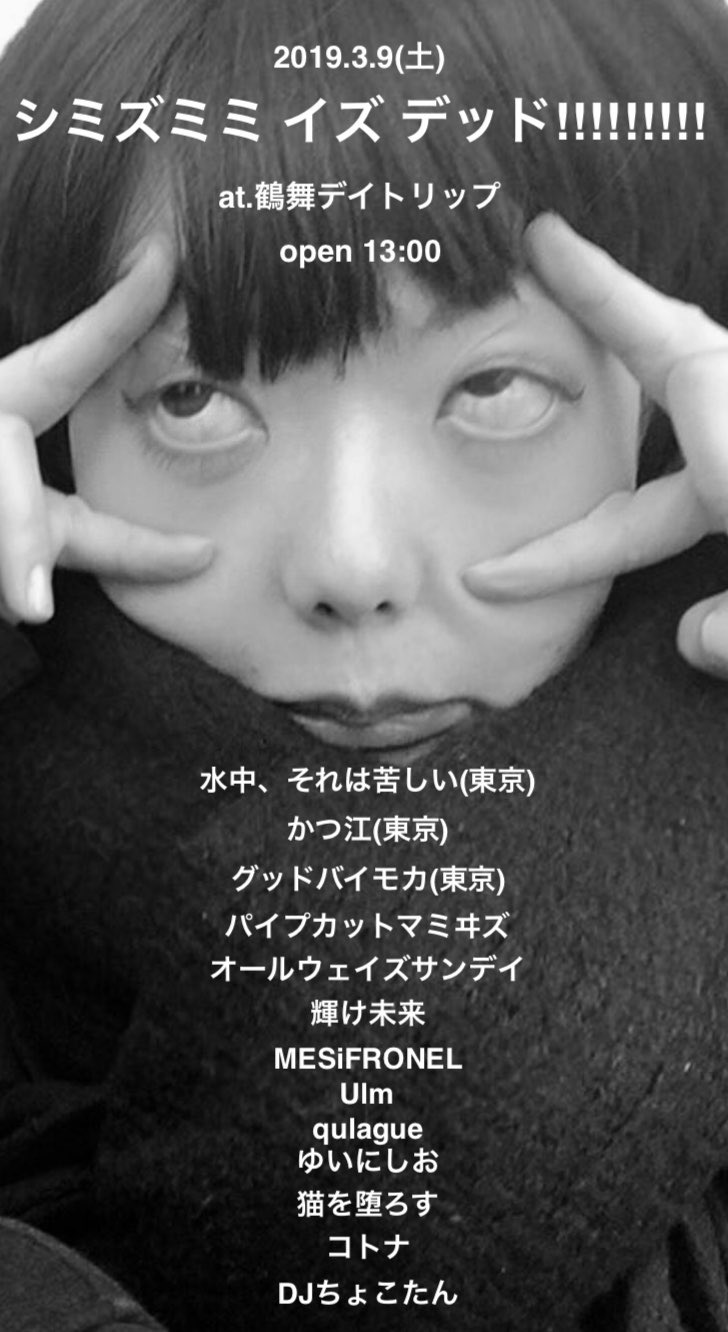 2019.3.9(土)
シミズミミ イズ デッド!!!!!!!!!
at.鶴舞デイトリップ
open 13:00
水中、それは苦しい(東京)
かつ江(東京)
グッドバイモカ(東京)
パイプカットマミヰズ
オールウェイズサンデイ
輝け未来
MESiFRONEL
Ulm
qulague
ゆいにしお
猫を堕ろす
コトナ
DJちょこたん